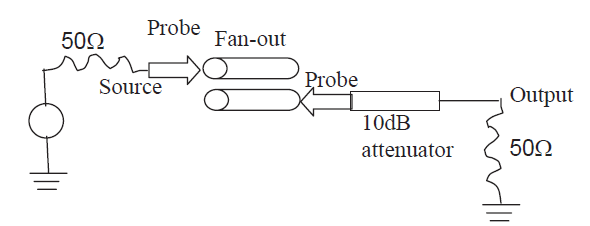 50Ω
Probe
Fan-out
Source
Probe
Output
10dB
attenuator
50Ω